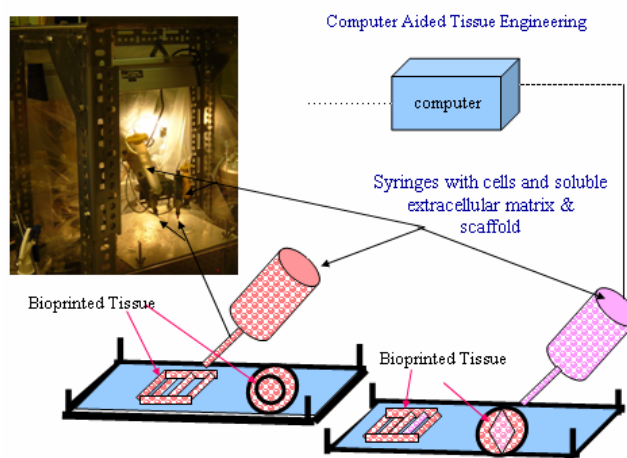 Computer Aided Tissue Engineering
computer
Syringes with cells and soluble
extracellular matrix &
scaffold
Bioprinted Tissue
Bioprinted Tissue